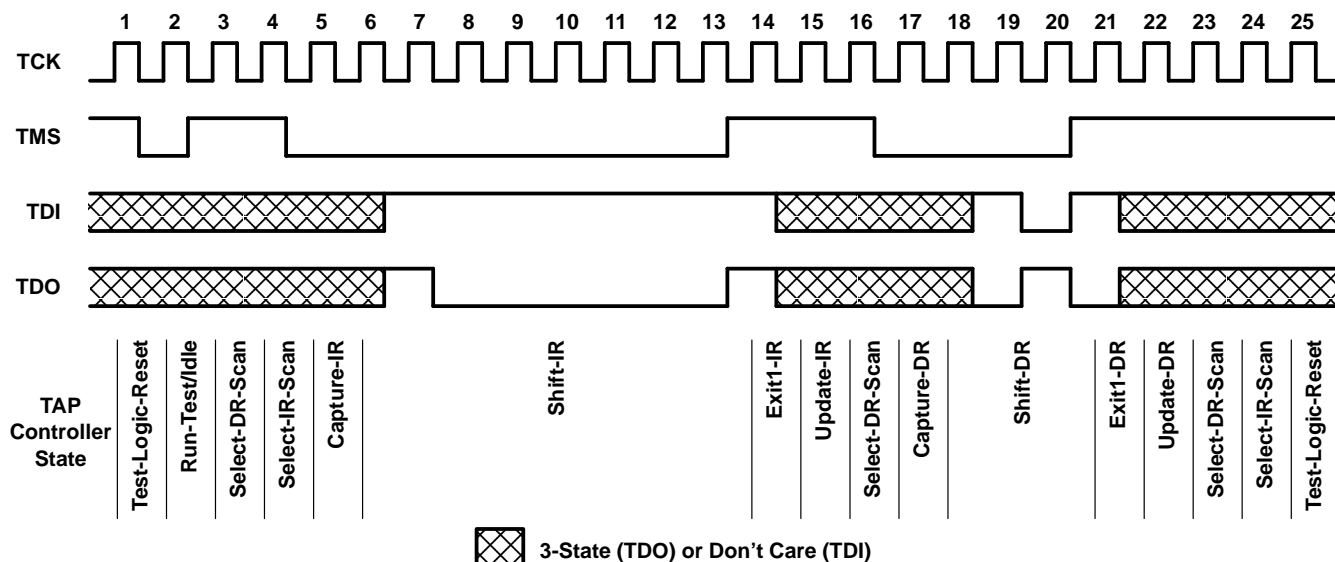 1 2 3 4 5 6 7 8 9 10 11 12 13 14 15 16 17 18 19 20 21 22 23 24 25
TCK
TMS
TDI
TDO
TAP
Controller
State
Test-Logic-Reset
Run-Test/Idle
Select-DR-Scan
Select-IR-Scan
Capture-IR
Shift-IR
Exit1-IR
Update-IR
Select-DR-Scan
Capture-DR
Shift-DR
Exit1-DR
Update-DR
Select-DR-Scan
Select-IR-Scan
Test-Logic-Reset
3-State (TDO) or Don’t Care (TDI)